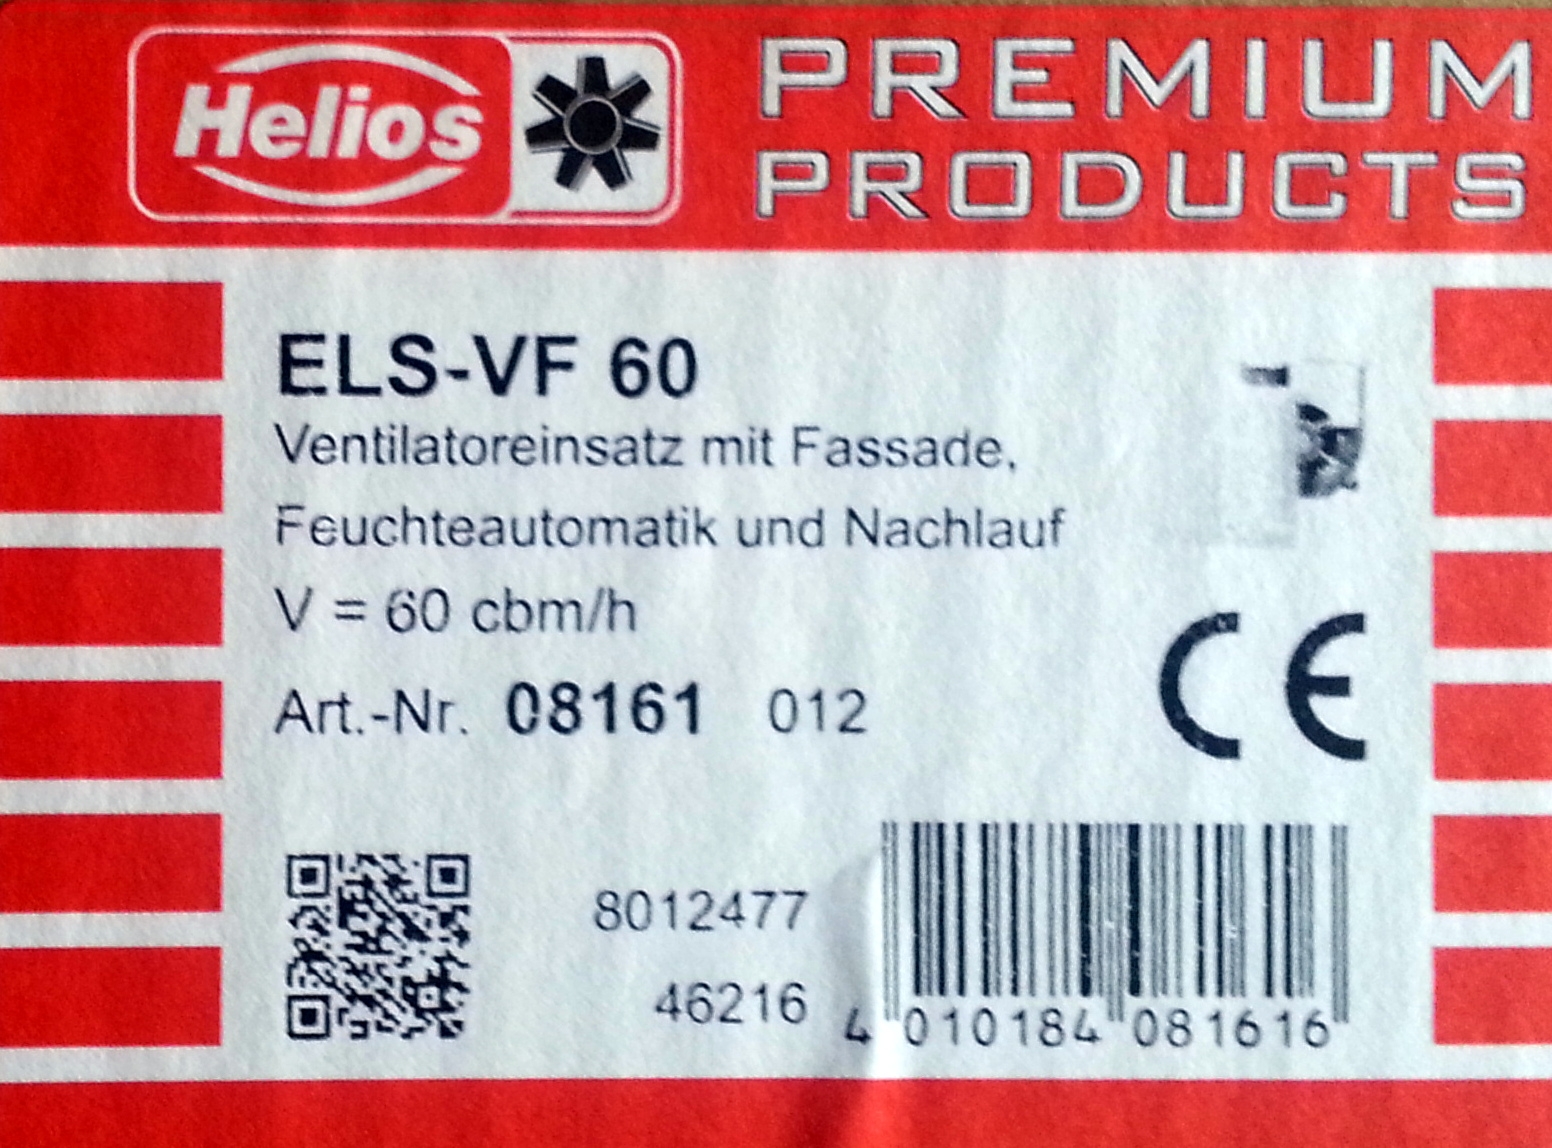 Helios
PREMIUM
PRODUCTS
ELS-VF 60
Ventilatoreinsatz mit Fassade,
Feuchteautomatik und Nachlauf
V = 60 cbm/h
Art.-Nr. 08161 012
CE
8012477
46216
4 010184 081616